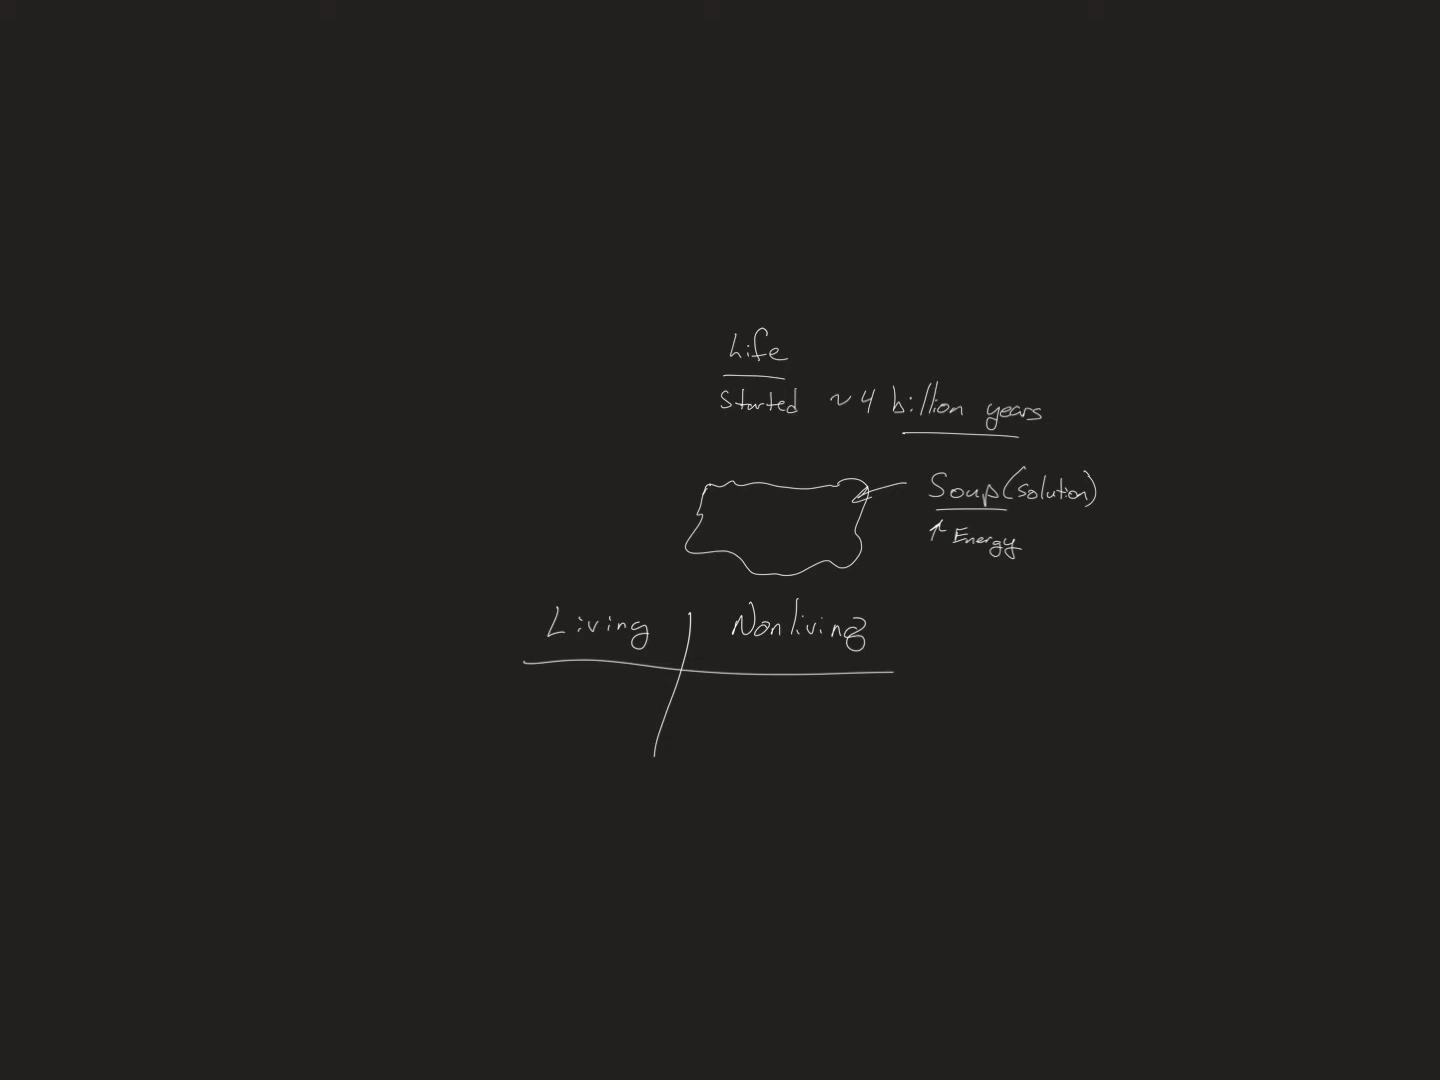 Life
Started ~4 billion years
Soup (solution)
↑ Energy
Living Nonliving